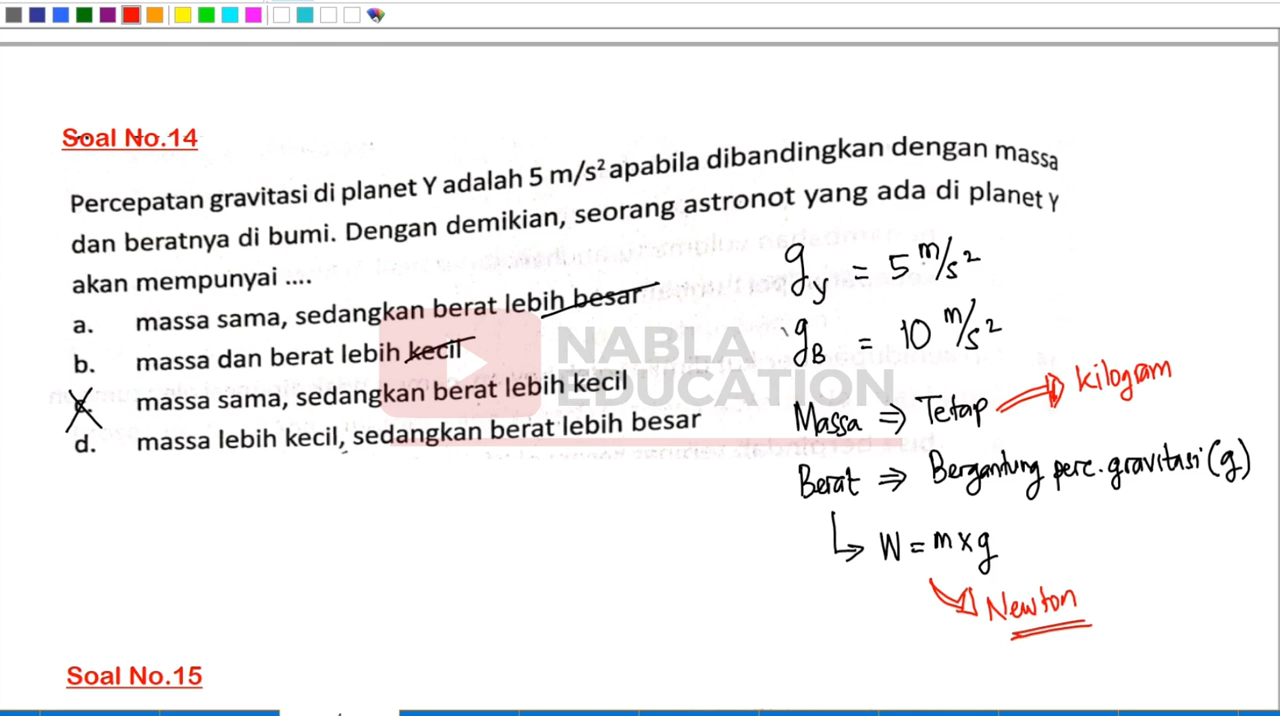 Soal No.14
Percepatan gravitasi di planet Y adalah 5 m/s² apabila dibandingkan dengan massa
dan beratnya di bumi. Dengan demikian, seorang astronot yang ada di planet Y
akan mempunyai ....
a. massa sama, sedangkan berat lebih besar
b. massa dan berat lebih kecil
c. massa sama, sedangkan berat lebih kecil
d. massa lebih kecil, sedangkan berat lebih besar
g_y = 5 m/s²
g_B = 10 m/s²
Massa ⇒ Tetap ⇒ kilogram
Berat ⇒ Bergantung perc. gravitasi (g)
↳ W = m x g
Newton
NABLA
EDUCATION
Soal No.15